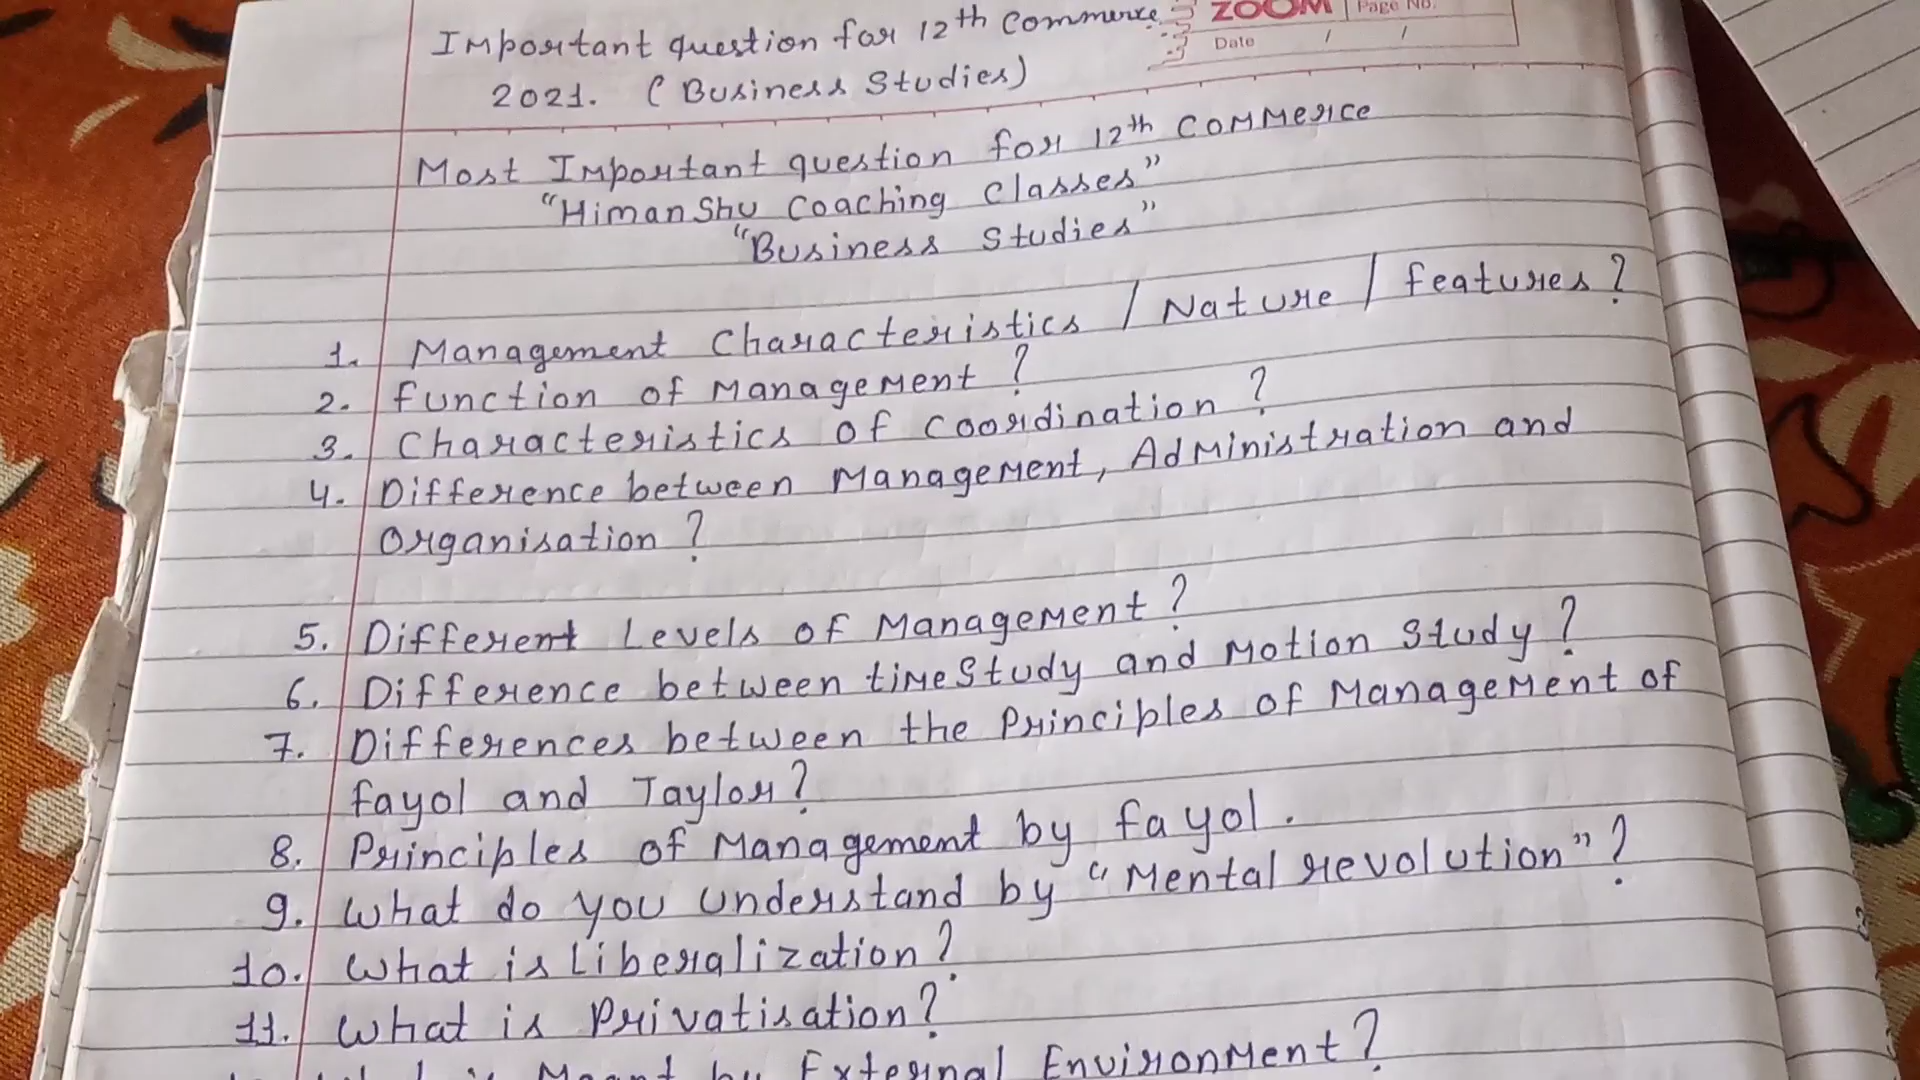 Important question for 12th Commerce
ZOOM
Page No.
Date / /
2021. (Business Studies)
Most Important question for 12th Commerce
"Himanshu Coaching Classes"
"Business Studies"
1. Management Characteristics / Nature / features?
2. function of Management?
3. Characteristics of Coordination?
4. Difference between Management, Administration and
Organisation?
5. Different Levels of Management?
6. Difference between time Study and Motion Study?
7. Differences between the Principles of Management of
fayol and Taylor?
8. Principles of Management by fayol.
9. What do you understand by "Mental revolution"?
10. What is Liberalization?
11. What is Privatisation?
Meant by External Environment?